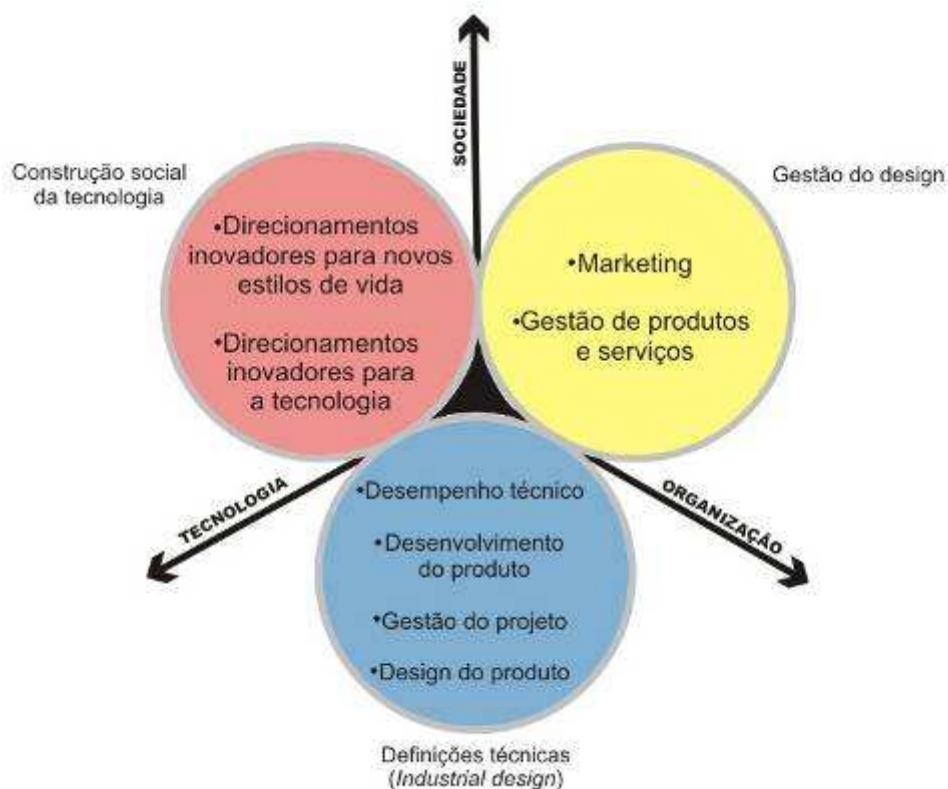 SOCIEDADE
Construção social
da tecnologia
•Direcionamentos
inovadores para novos
estilos de vida
•Direcionamentos
inovadores para
a tecnologia
Gestão do design
•Marketing
•Gestão de produtos
e serviços
TECNOLOGIA
ORGANIZAÇÃO
•Desempenho técnico
•Desenvolvimento
do produto
•Gestão do projeto
•Design do produto
Definições técnicas
(Industrial design)